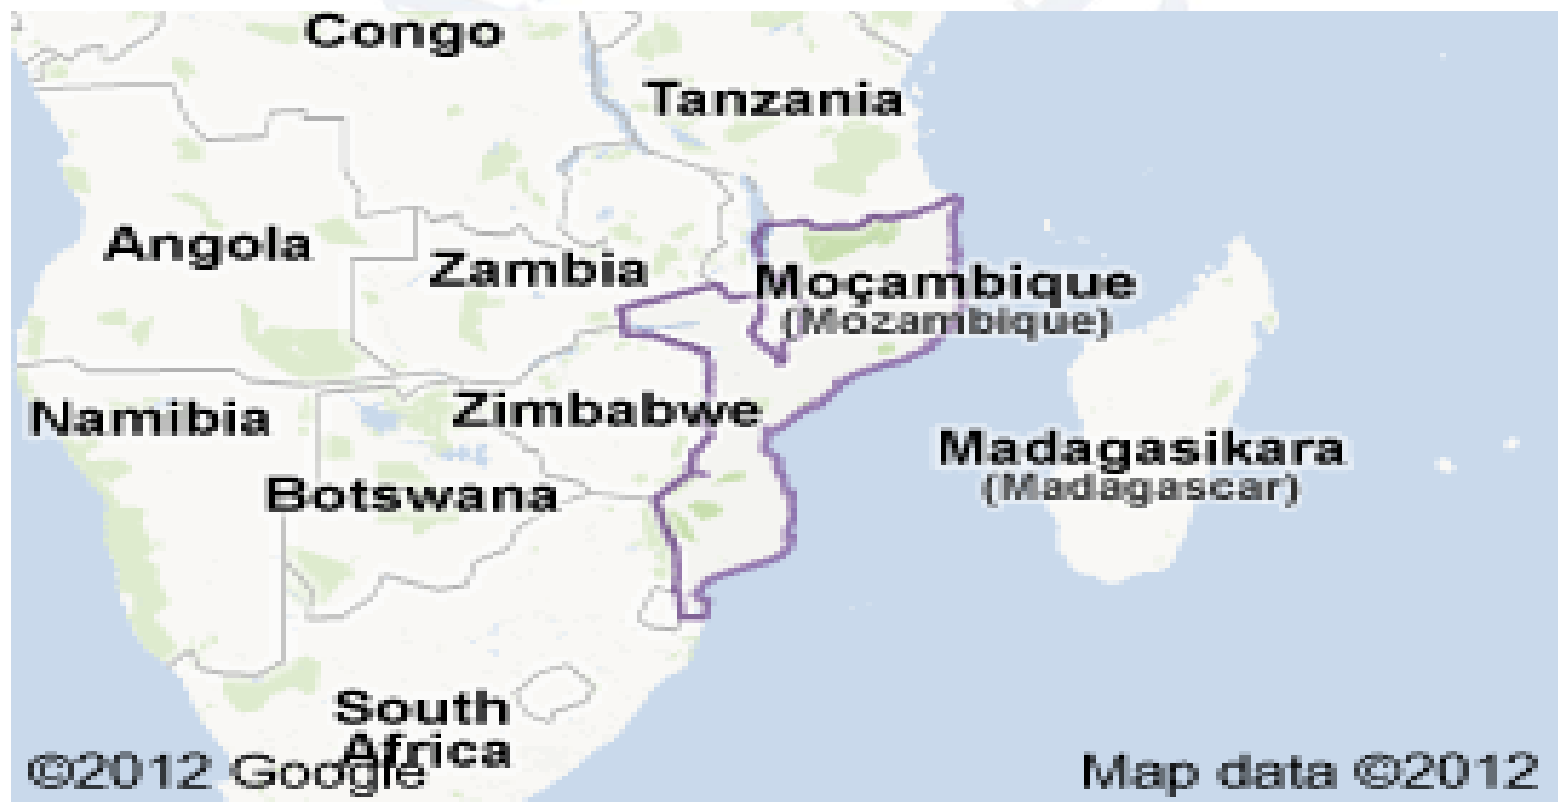 Congo
Tanzania
Angola
Zambia
Moçambique
(Mozambique)
Namibia
Zimbabwe
Madagasikara
(Madagascar)
Botswana
South
Africa
©2012 Google
Map data ©2012